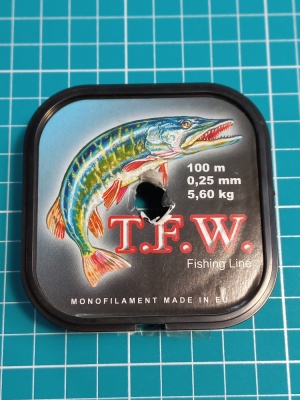 100 m
0,25 mm
5,60 kg
T.F.W.
Fishing Line
MONOFILAMENT MADE IN EU